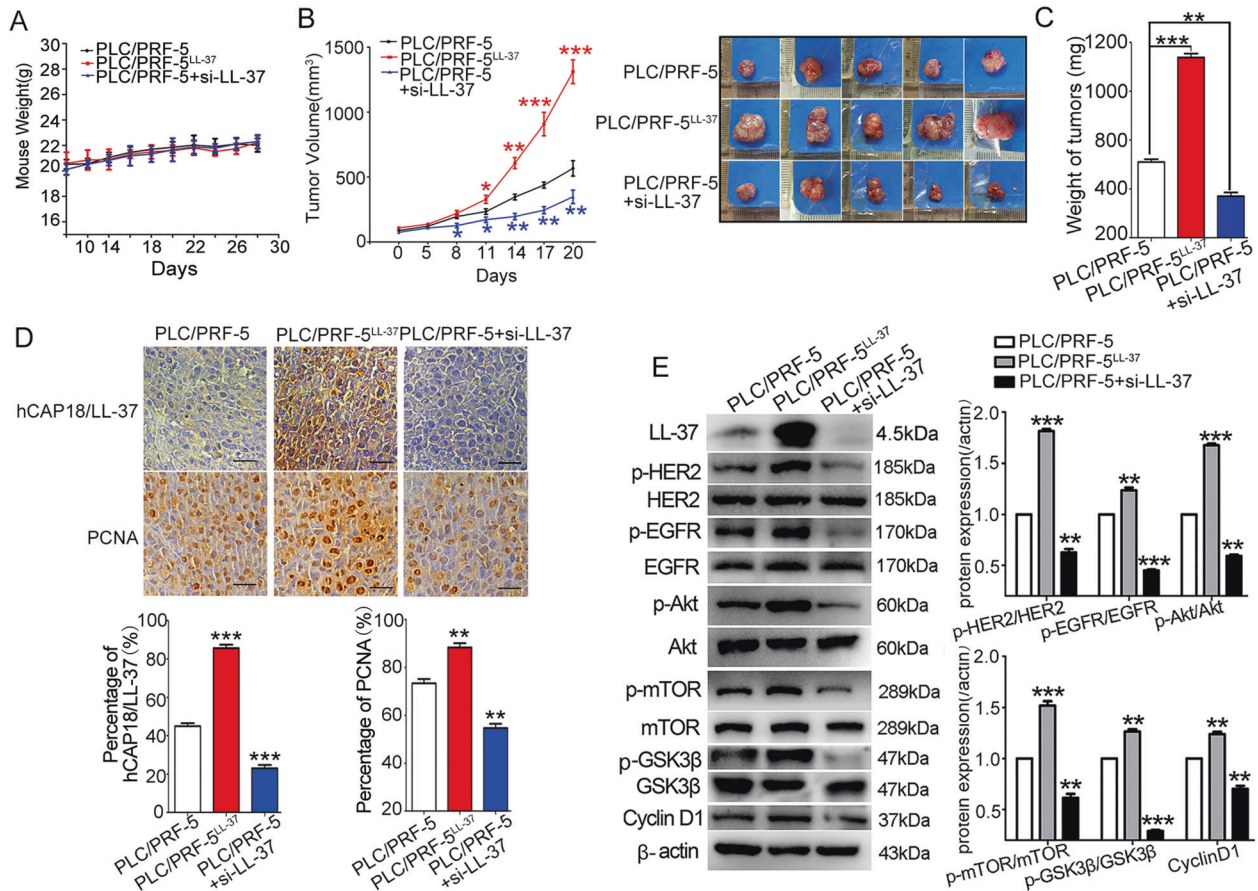 A
PLC/PRF-5
PLC/PRF-5LL-37
PLC/PRF-5+si-LL-37
Mouse Weight(g)
30
28
26
24
22
20
18
16
14
10 14 18 22 26 30
Days
B
PLC/PRF-5
PLC/PRF-5LL-37
PLC/PRF-5
+si-LL-37
Tumor Volume(mm3)
1500
1000
500
0
***
***
**
*
* * ** ** **
0 5 8 11 14 17 20
Days
PLC/PRF-5
PLC/PRF-5LL-37
PLC/PRF-5
+si-LL-37
C
**
***
Weight of tumors (mg)
1200
1000
800
600
400
200
PLC/PRF-5
PLC/PRF-5LL-37
PLC/PRF-5
+si-LL-37
D
PLC/PRF-5 PLC/PRF-5LL-37 PLC/PRF-5+si-LL-37
hCAP18/LL-37
PCNA
Percentage of
hCAP18/LL-37 (%)
100
80
60
40
20
0
***
***
PLC/PRF-5
PLC/PRF-5LL-37
PLC/PRF-5
+si-LL-37
Percentage of PCNA (%)
100
80
60
40
20
**
**
PLC/PRF-5
PLC/PRF-5LL-37
PLC/PRF-5
+si-LL-37
E
PLC/PRF-5
PLC/PRF-5LL-37
PLC/PRF-5
+si-LL-37
LL-37 4.5kDa
p-HER2 185kDa
HER2 185kDa
p-EGFR 170kDa
EGFR 170kDa
p-Akt 60kDa
Akt 60kDa
p-mTOR 289kDa
mTOR 289kDa
p-GSK3β 47kDa
GSK3β 47kDa
Cyclin D1 37kDa
β-actin 43kDa
PLC/PRF-5
PLC/PRF-5LL-37
PLC/PRF-5+si-LL-37
protein expression(/actin)
2.0
1.5
1.0
0.5
*** ** ***
** *** **
p-HER2/HER2
p-EGFR/EGFR
p-Akt/Akt
protein expression(/actin)
2.0
1.5
1.0
0.5
*** ** **
** *** **
p-mTOR/mTOR
p-GSK3β/GSK3β
CyclinD1